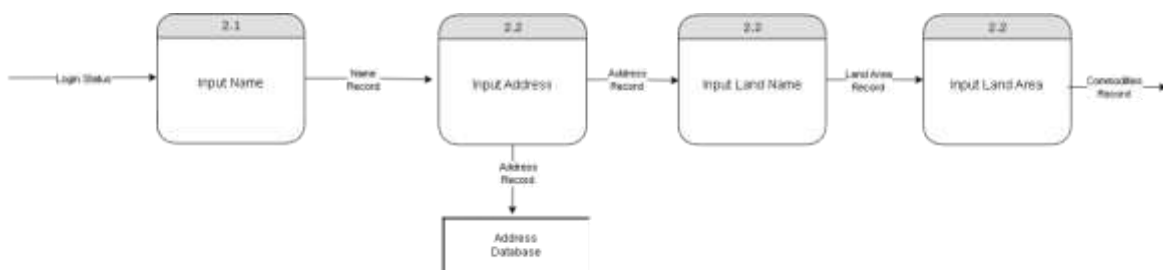 2.1
2.2
2.2
2.2
Login Status
Input Name
Name
Record
Input Address
Address
Record
Input Land Name
Land Area
Record
Input Land Area
Commodities
Record
Address
Record
Address
Database